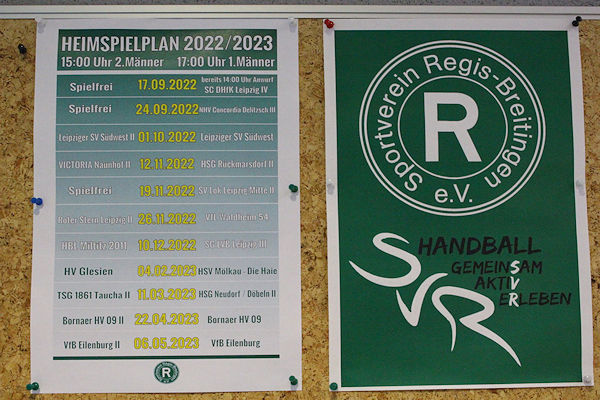 HEIMSPIELPLAN 2022/2023
15:00 Uhr 2.Männer 17:00 Uhr 1.Männer
Spielfrei 17.09.2022 bereits 14:00 Uhr Anwurf SC DHfK Leipzig IV
Spielfrei 24.09.2022 NHV Concordia Delitzsch III
Leipziger SV Südwest II 01.10.2022 Leipziger SV Südwest
VICTORIA Naunhof II 12.11.2022 HSG Ruckmarsdorf II
Spielfrei 19.11.2022 SV Lok Leipzig Mitte II
Roter Stern Leipzig II 26.11.2022 VfL Waldheim 54
HBL Miltitz 2011 10.12.2022 SG LVB Leipzig III
HV Glesien 04.02.2023 HSV Mölkau - Die Haie
TSG 1861 Taucha II 11.03.2023 HSG Neudorf / Döbeln II
Bornaer HV 09 II 22.04.2023 Bornaer HV 09
VfB Eilenburg II 06.05.2023 VfB Eilenburg
R
Sportverein Regis-Breitingen e.V.
R
SVR
HANDBALL
GEMEINSAM
AKTIV
ERLEBEN